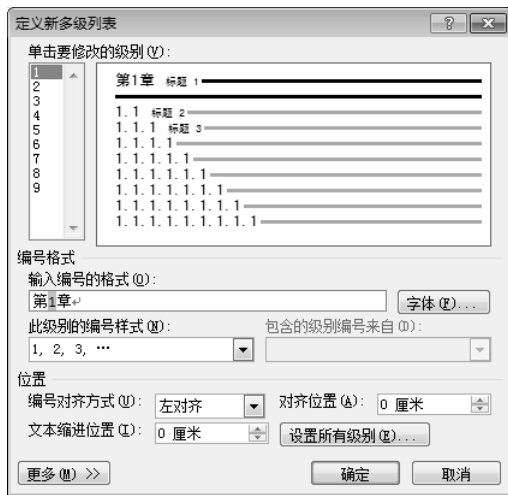 定义新多级列表
单击要修改的级别(V):
1
2
3
4
5
6
7
8
9
第1章 标题 1
1.1 标题 2
1.1.1 标题 3
1.1.1.1
1.1.1.1.1
1.1.1.1.1.1
1.1.1.1.1.1.1
1.1.1.1.1.1.1.1
1.1.1.1.1.1.1.1.1
编号格式
输入编号的格式(O):
第1章↵
字体(F)...
此级别的编号样式(N): 包含的级别编号来自(D):
1, 2, 3, …
位置
编号对齐方式(U): 左对齐 对齐位置(A): 0 厘米
文本缩进位置(I): 0 厘米 设置所有级别(E)...
更多(M) >> 确定 取消